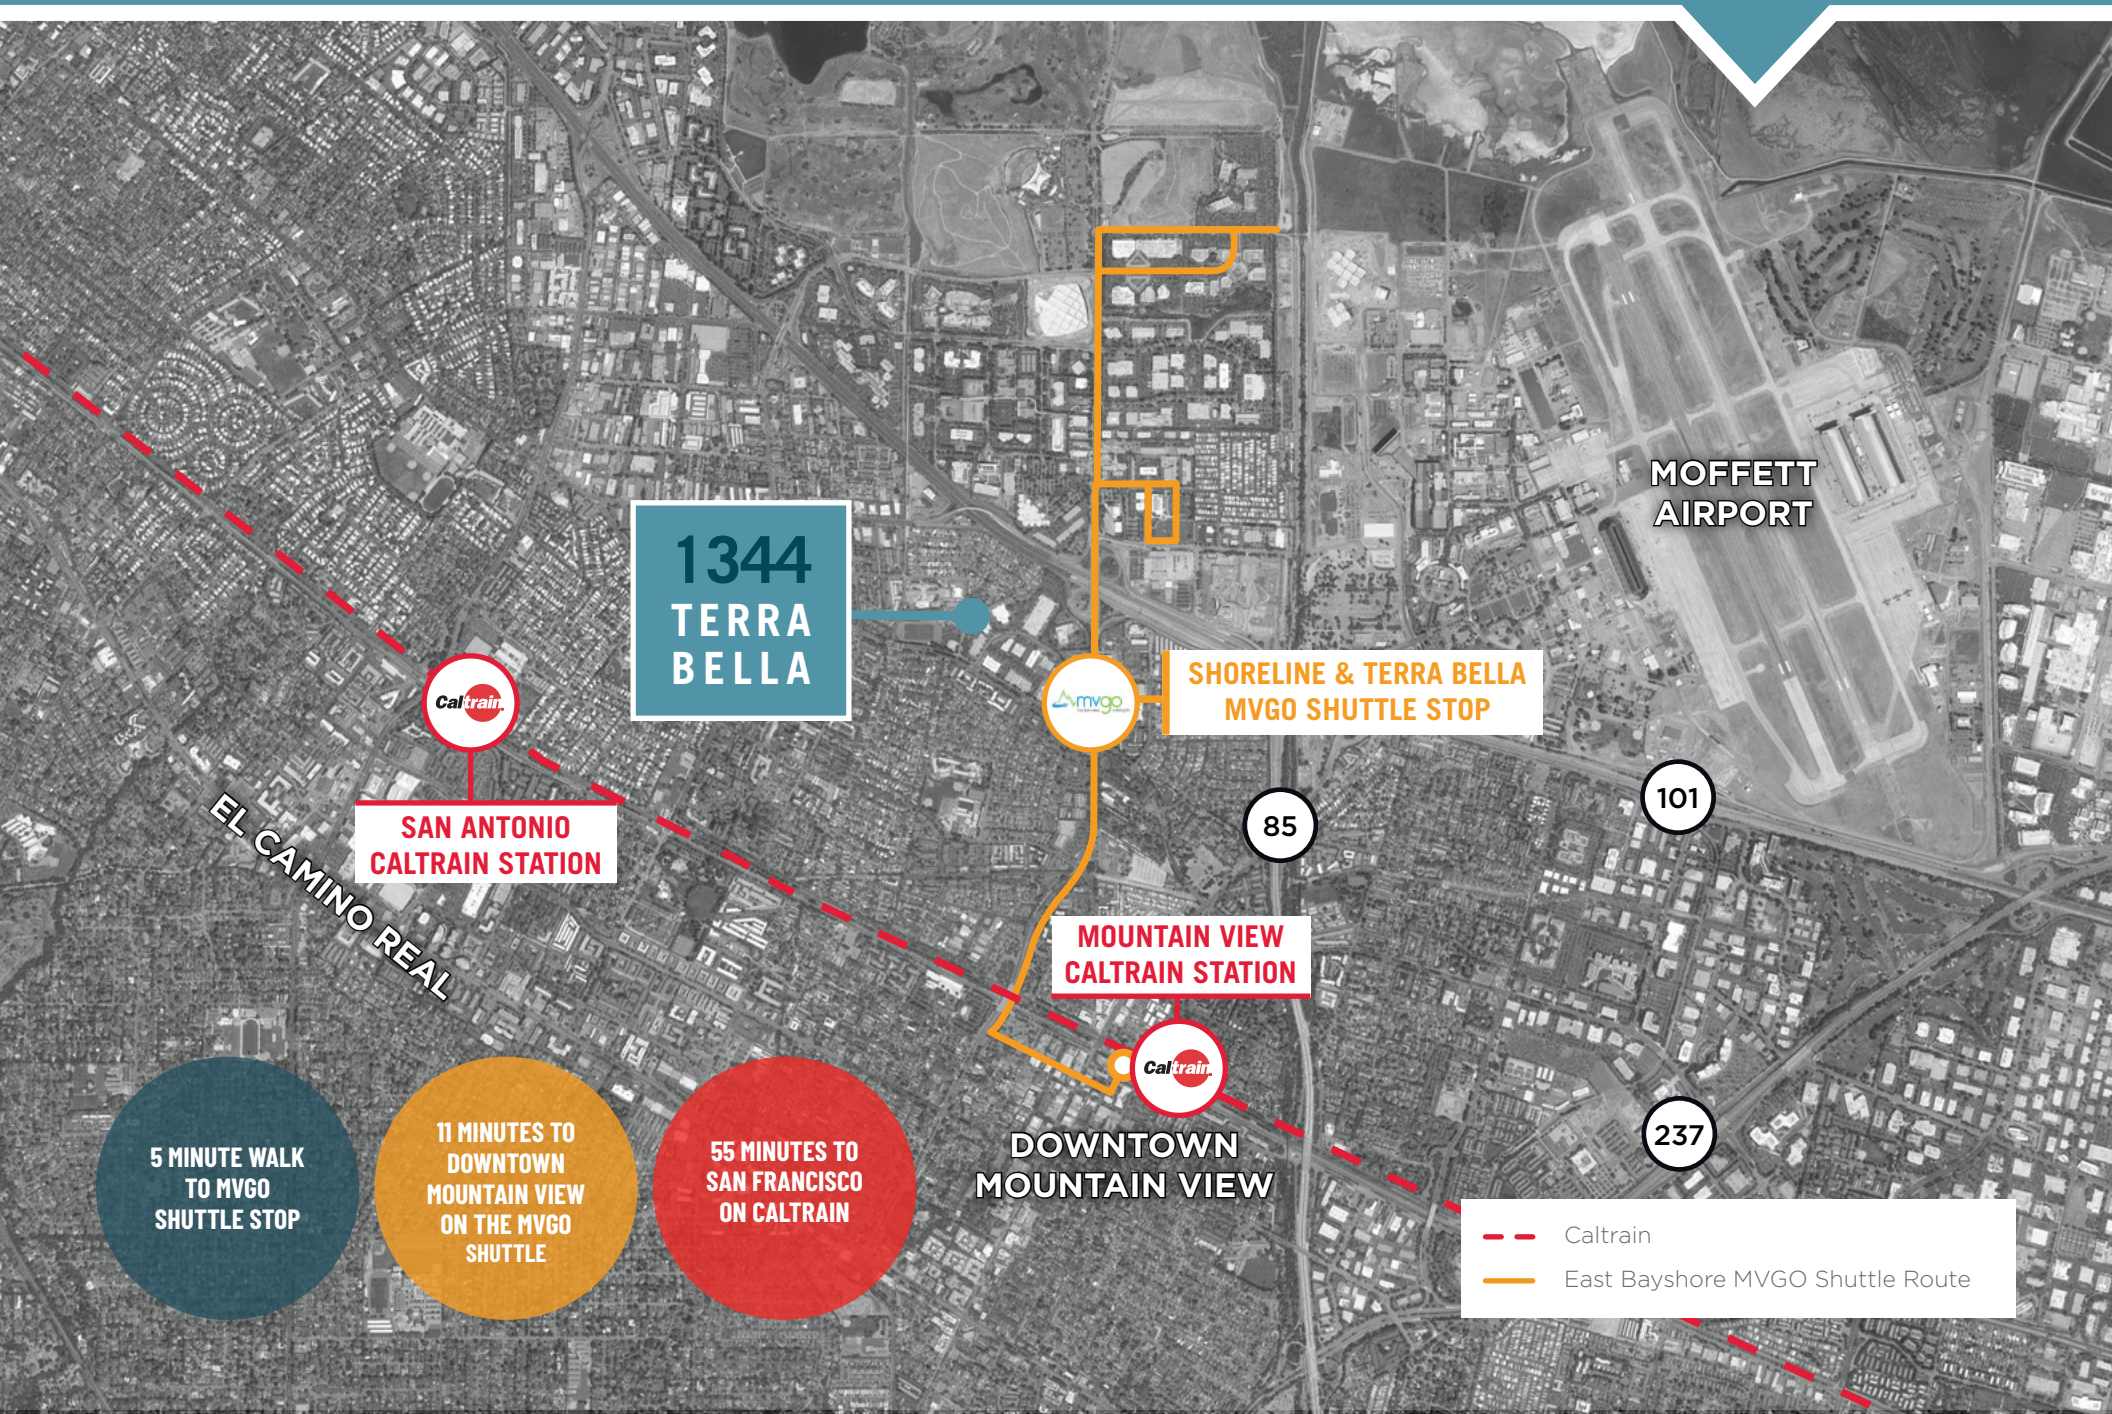 MOFFETT
AIRPORT
1344
TERRA
BELLA
Caltrain
mvgo
SHORELINE & TERRA BELLA
MVGO SHUTTLE STOP
SAN ANTONIO
CALTRAIN STATION
EL CAMINO REAL
85
101
MOUNTAIN VIEW
CALTRAIN STATION
Caltrain
237
DOWNTOWN
MOUNTAIN VIEW
5 MINUTE WALK
TO MVGO
SHUTTLE STOP
11 MINUTES TO
DOWNTOWN
MOUNTAIN VIEW
ON THE MVGO
SHUTTLE
55 MINUTES TO
SAN FRANCISCO
ON CALTRAIN
Caltrain
East Bayshore MVGO Shuttle Route